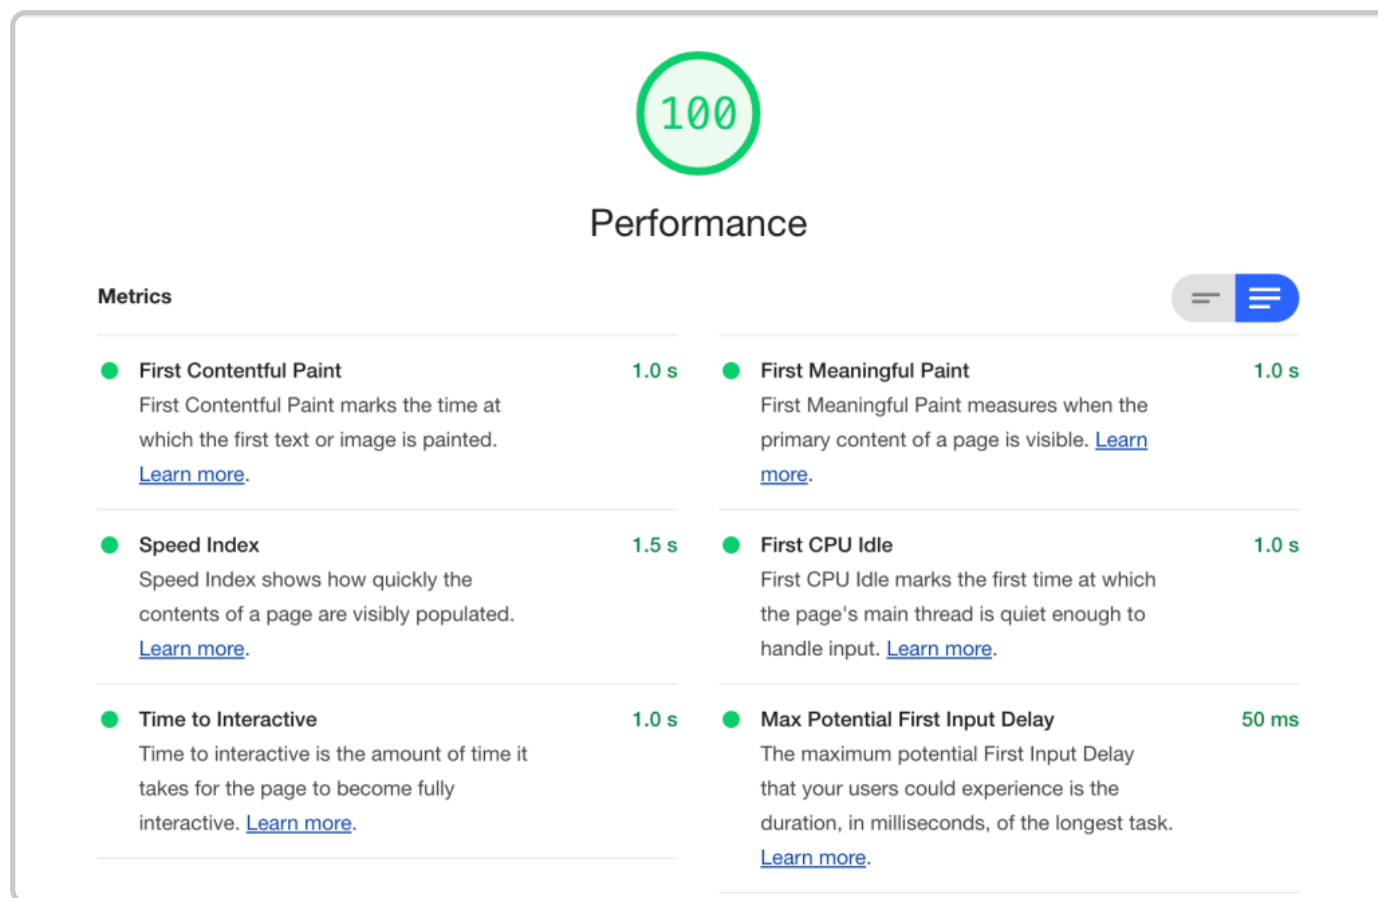 100
Performance
Metrics
First Contentful Paint 1.0 s
First Contentful Paint marks the time at
which the first text or image is painted.
Learn more.
First Meaningful Paint 1.0 s
First Meaningful Paint measures when the
primary content of a page is visible. Learn
more.
Speed Index 1.5 s
Speed Index shows how quickly the
contents of a page are visibly populated.
Learn more.
First CPU Idle 1.0 s
First CPU Idle marks the first time at which
the page's main thread is quiet enough to
handle input. Learn more.
Time to Interactive 1.0 s
Time to interactive is the amount of time it
takes for the page to become fully
interactive. Learn more.
Max Potential First Input Delay 50 ms
The maximum potential First Input Delay
that your users could experience is the
duration, in milliseconds, of the longest task.
Learn more.